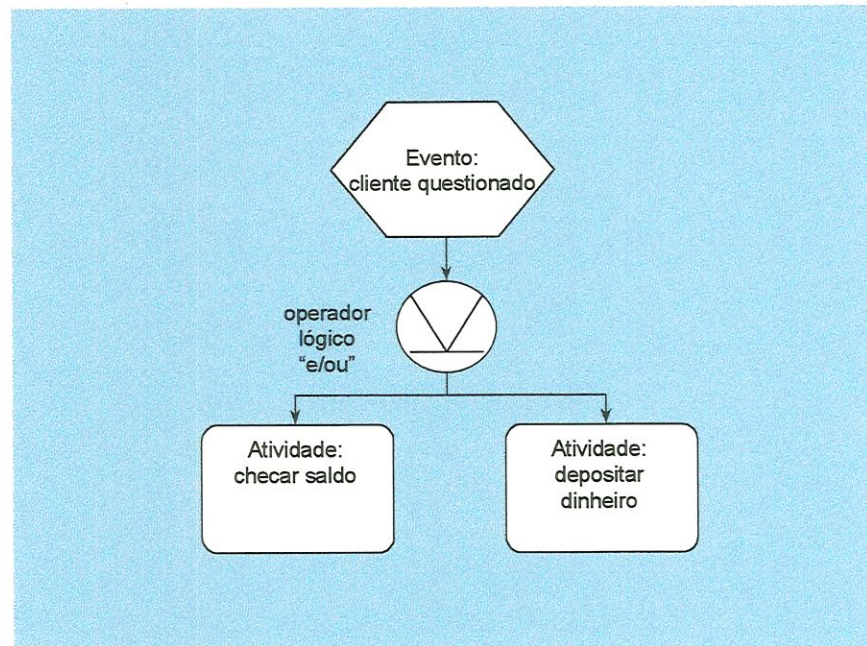 Evento:
cliente questionado
operador
lógico
“e/ou”
Atividade:
checar saldo
Atividade:
depositar
dinheiro